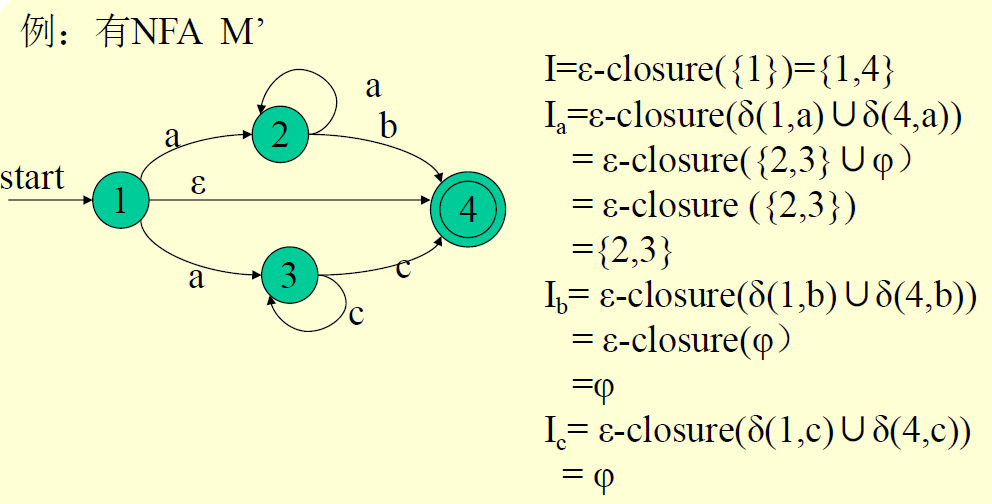 例：有NFA M’
start
1
a
2
a
b
ε
4
a
3
c
c
I=ε-closure({1})={1,4}
Iₐ=ε-closure(δ(1,a)∪δ(4,a))
= ε-closure({2,3}∪φ）
= ε-closure ({2,3})
={2,3}
I_b= ε-closure(δ(1,b)∪δ(4,b))
= ε-closure(φ）
=φ
I_c= ε-closure(δ(1,c)∪δ(4,c))
= φ